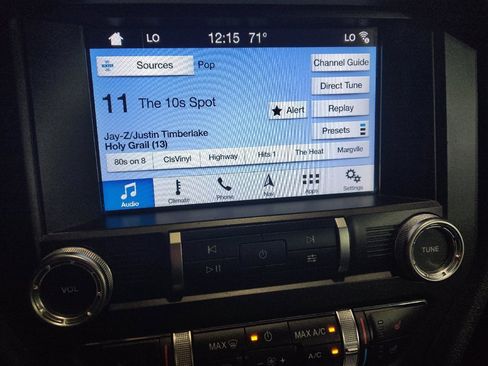 LO 12:15 71° LO
Sources Pop Channel Guide
Direct Tune
11 The 10s Spot
Alert Replay
Presets
Jay-Z/Justin Timberlake
Holy Grail (13)
80s on 8 ClsVinyl Highway Hits 1 The Heat Margvlle
Audio Climate Phone Nav Apps Settings
VOL TUNE
MAX MAX A/C
A/C